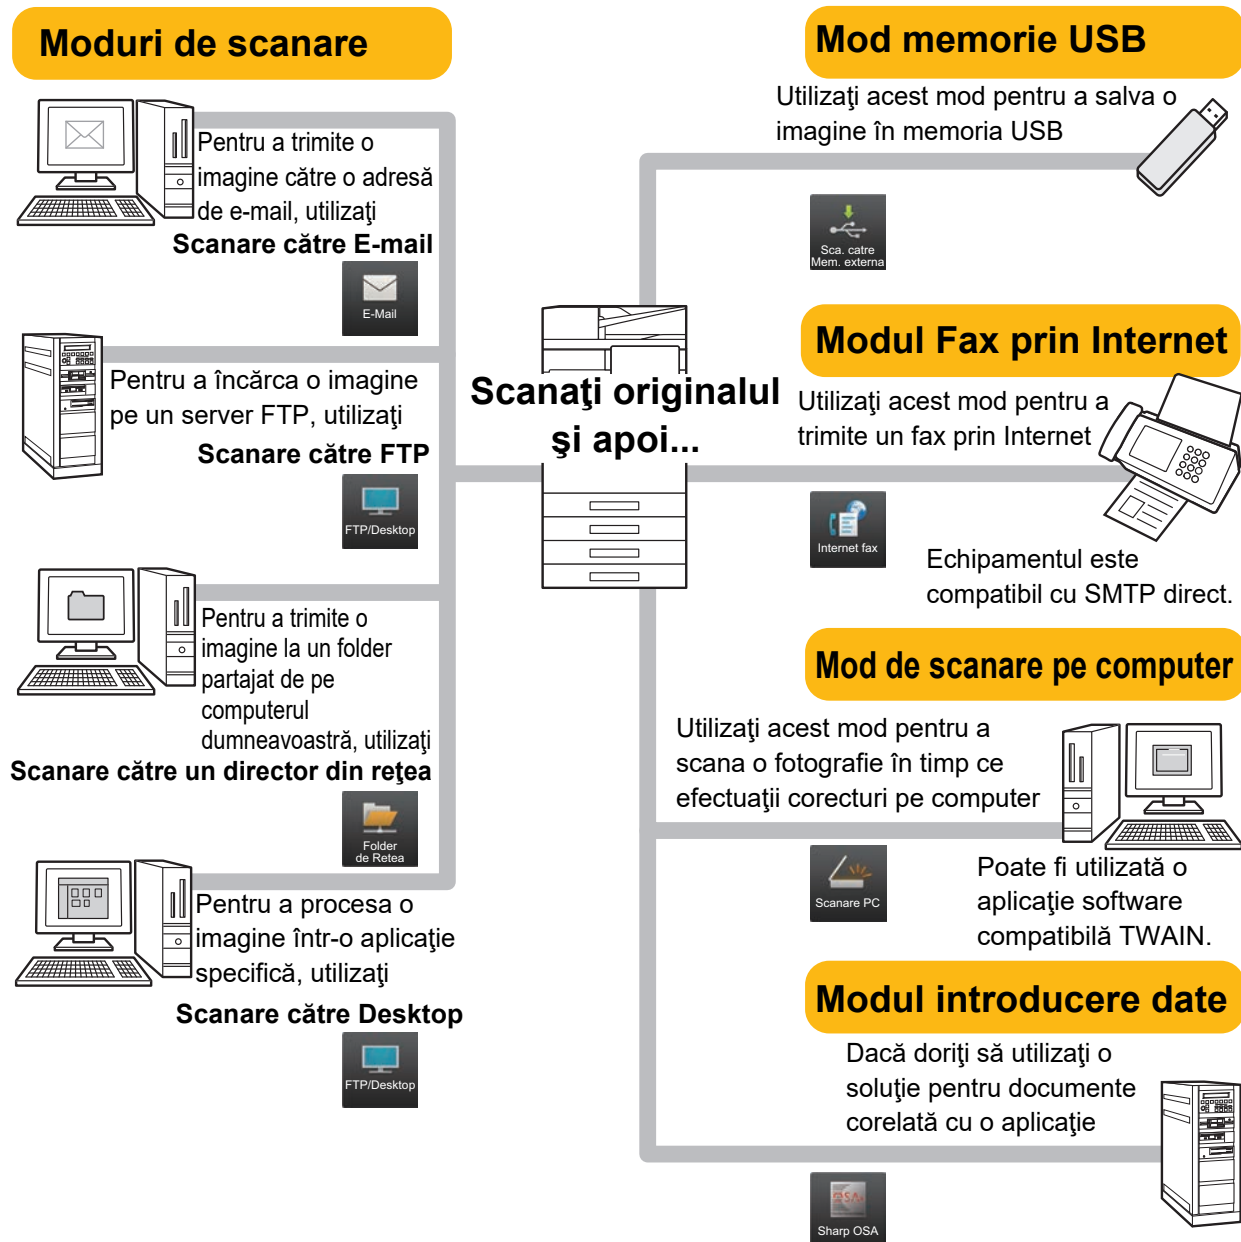 Moduri de scanare
Pentru a trimite o
imagine către o adresă
de e-mail, utilizaţi
Scanare către E-mail
E-Mail
Pentru a încărca o imagine
pe un server FTP, utilizaţi
Scanare către FTP
FTP/Desktop
Pentru a trimite o
imagine la un folder
partajat de pe
computerul
dumneavoastră, utilizaţi
Scanare către un director din reţea
Folder
de Retea
Pentru a procesa o
imagine într-o aplicaţie
specifică, utilizaţi
Scanare către Desktop
FTP/Desktop
Scanaţi originalul
şi apoi...
Mod memorie USB
Utilizaţi acest mod pentru a salva o
imagine în memoria USB
Sca. catre
Mem. externa
Modul Fax prin Internet
Utilizaţi acest mod pentru a
trimite un fax prin Internet
Internet fax
Echipamentul este
compatibil cu SMTP direct.
Mod de scanare pe computer
Utilizaţi acest mod pentru a
scana o fotografie în timp ce
efectuaţii corecturi pe computer
Scanare PC
Poate fi utilizată o
aplicaţie software
compatibilă TWAIN.
Modul introducere date
Dacă doriţi să utilizaţi o
soluţie pentru documente
corelată cu o aplicaţie
OSA
Sharp OSA